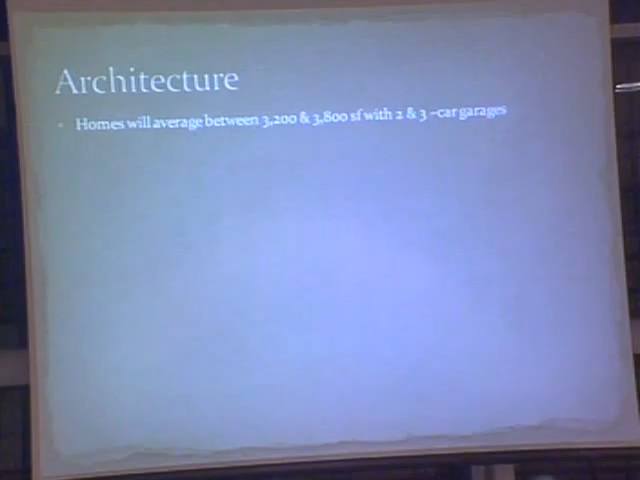 Architecture
Homes will average between 3,200 & 3,800 sf with 2 & 3 -car garages